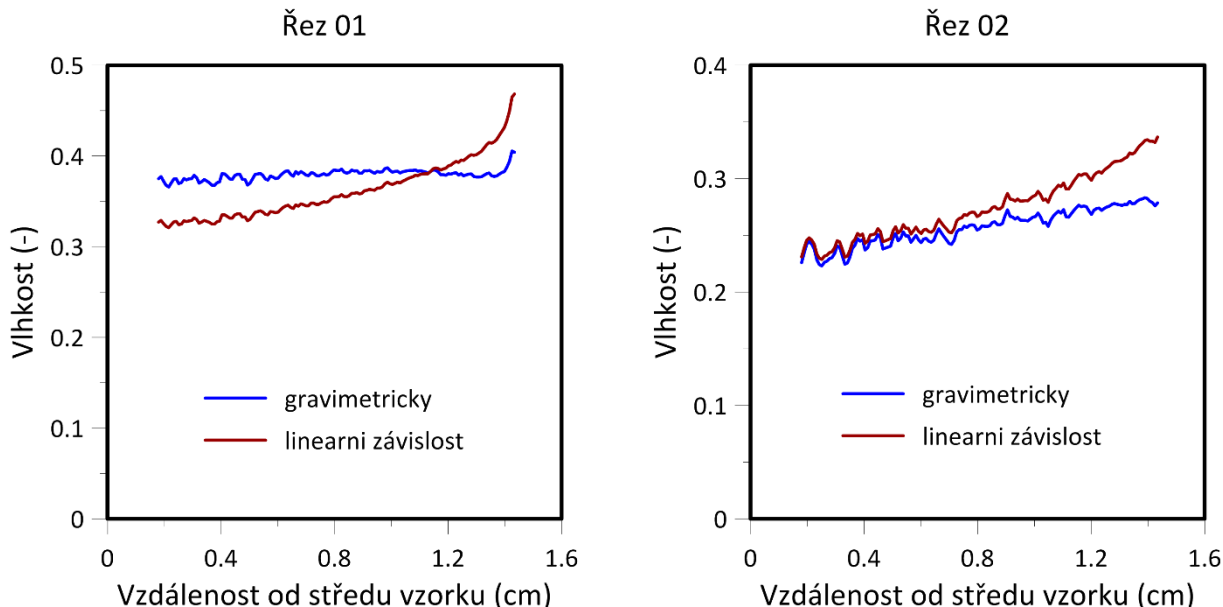 Řez 01
0.5
0.4
0.3
0.2
0.1
0
Vlhkost (-)
gravimetricky
linearni závislost
0
0.4
0.8
1.2
1.6
Vzdálenost od středu vzorku (cm)
Řez 02
0.4
0.3
0.2
0.1
0
Vlhkost (-)
gravimetricky
linearni závislost
0
0.4
0.8
1.2
1.6
Vzdálenost od středu vzorku (cm)